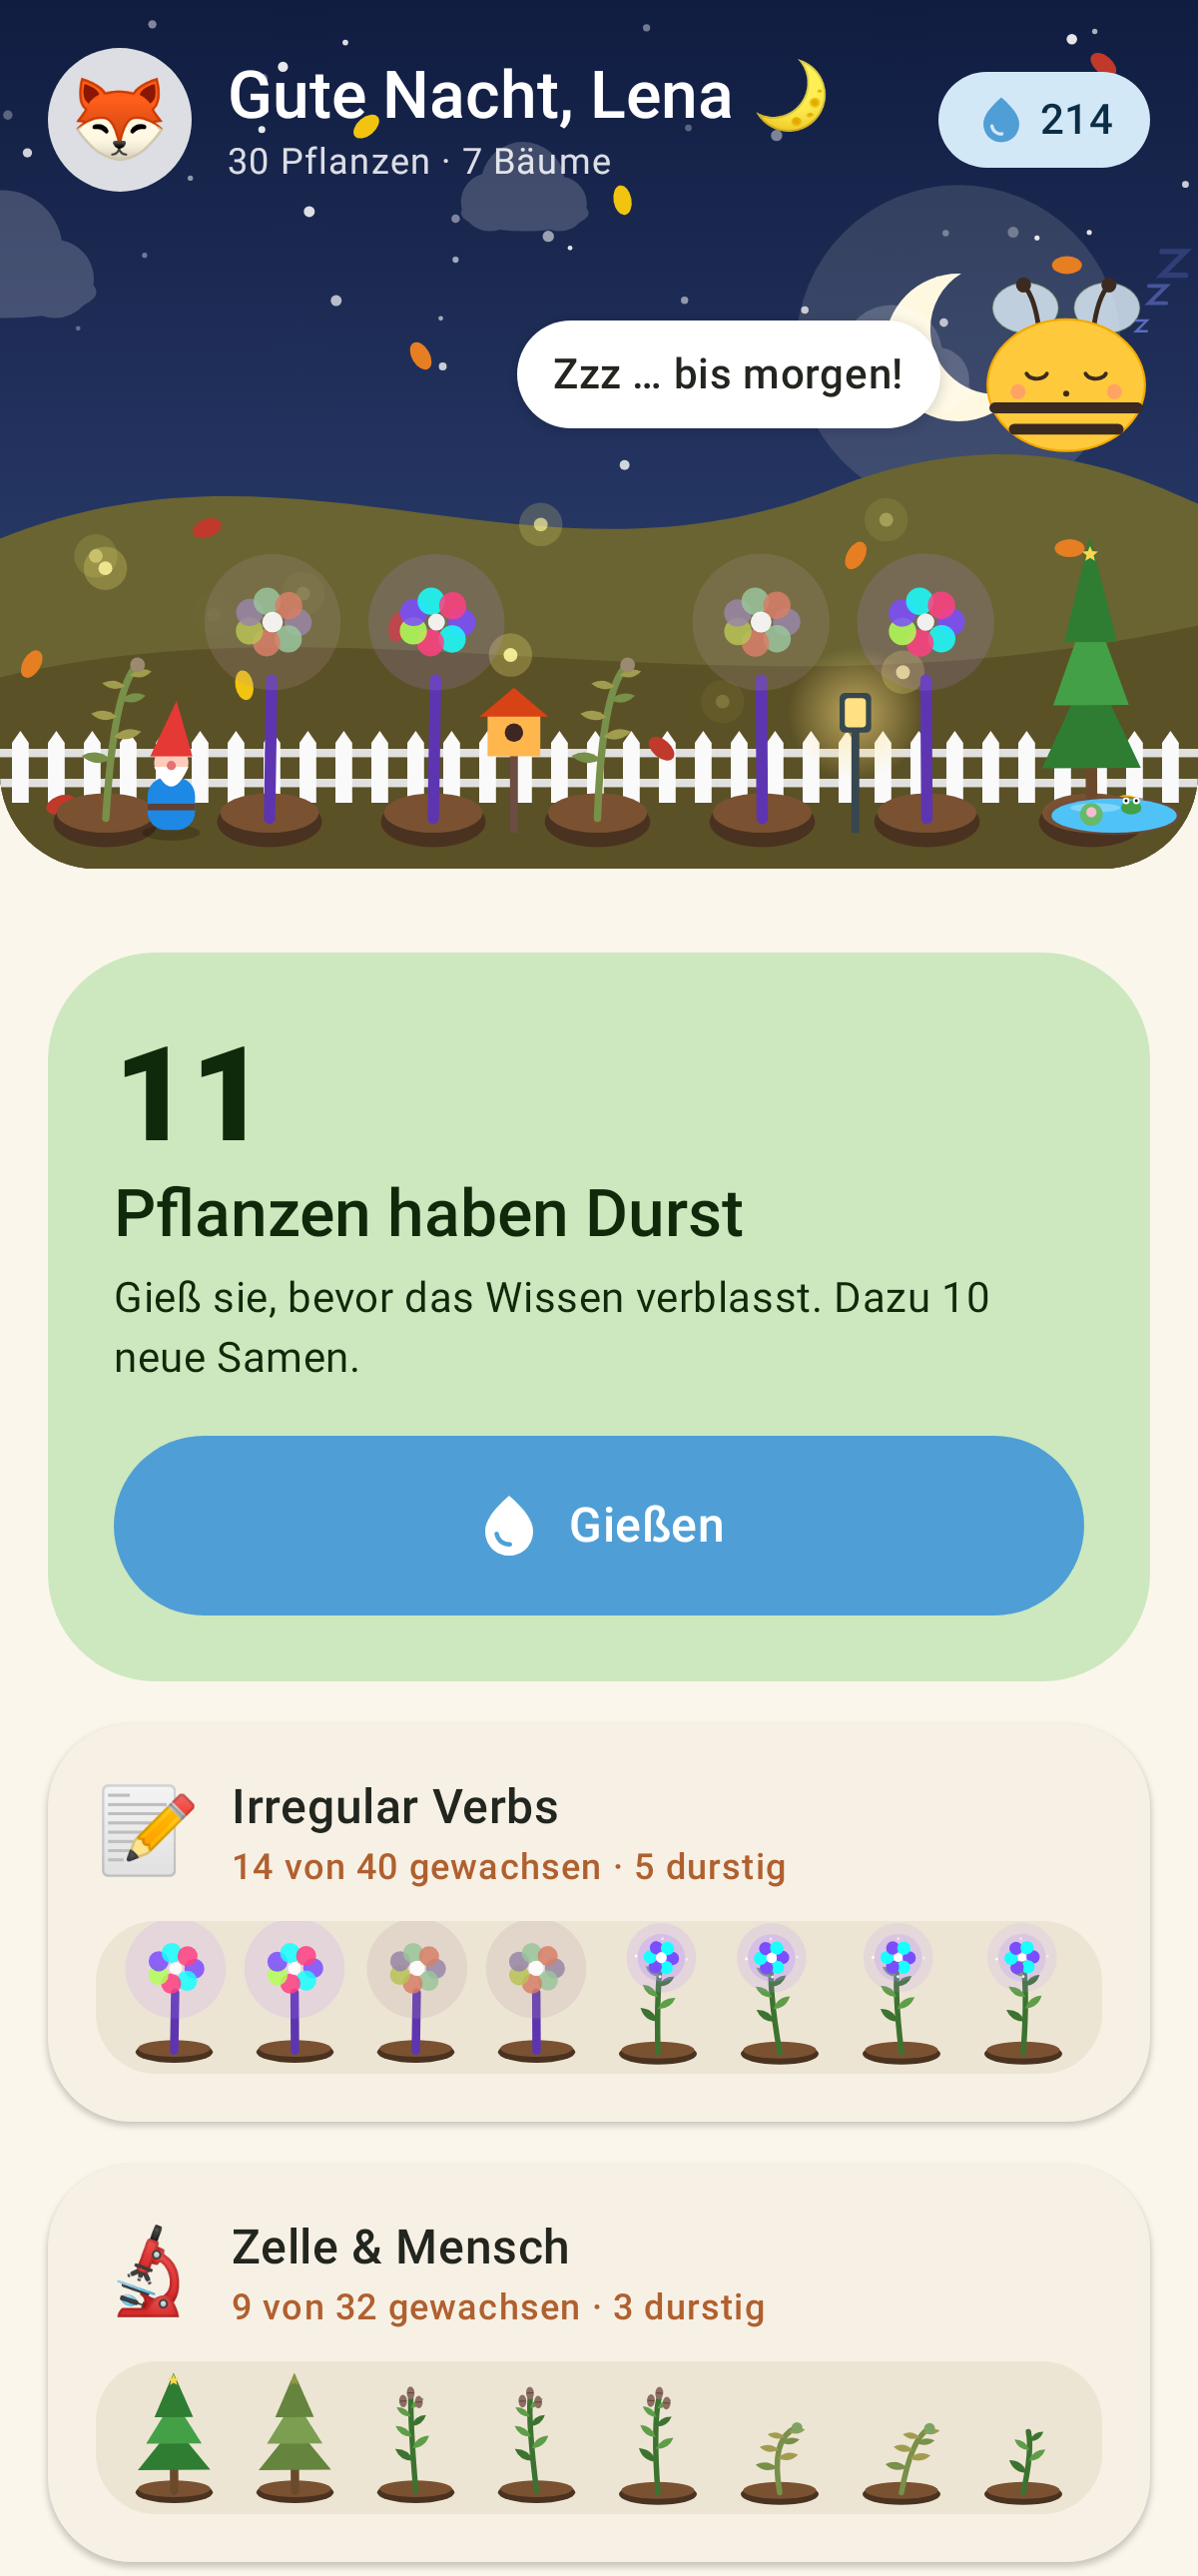 Gute Nacht, Lena 🌙
30 Pflanzen · 7 Bäume
214
Z
Z
Z
Zzz … bis morgen!
11
Pflanzen haben Durst
Gieß sie, bevor das Wissen verblasst. Dazu 10
neue Samen.
Gießen
Irregular Verbs
14 von 40 gewachsen · 5 durstig
Zelle & Mensch
9 von 32 gewachsen · 3 durstig